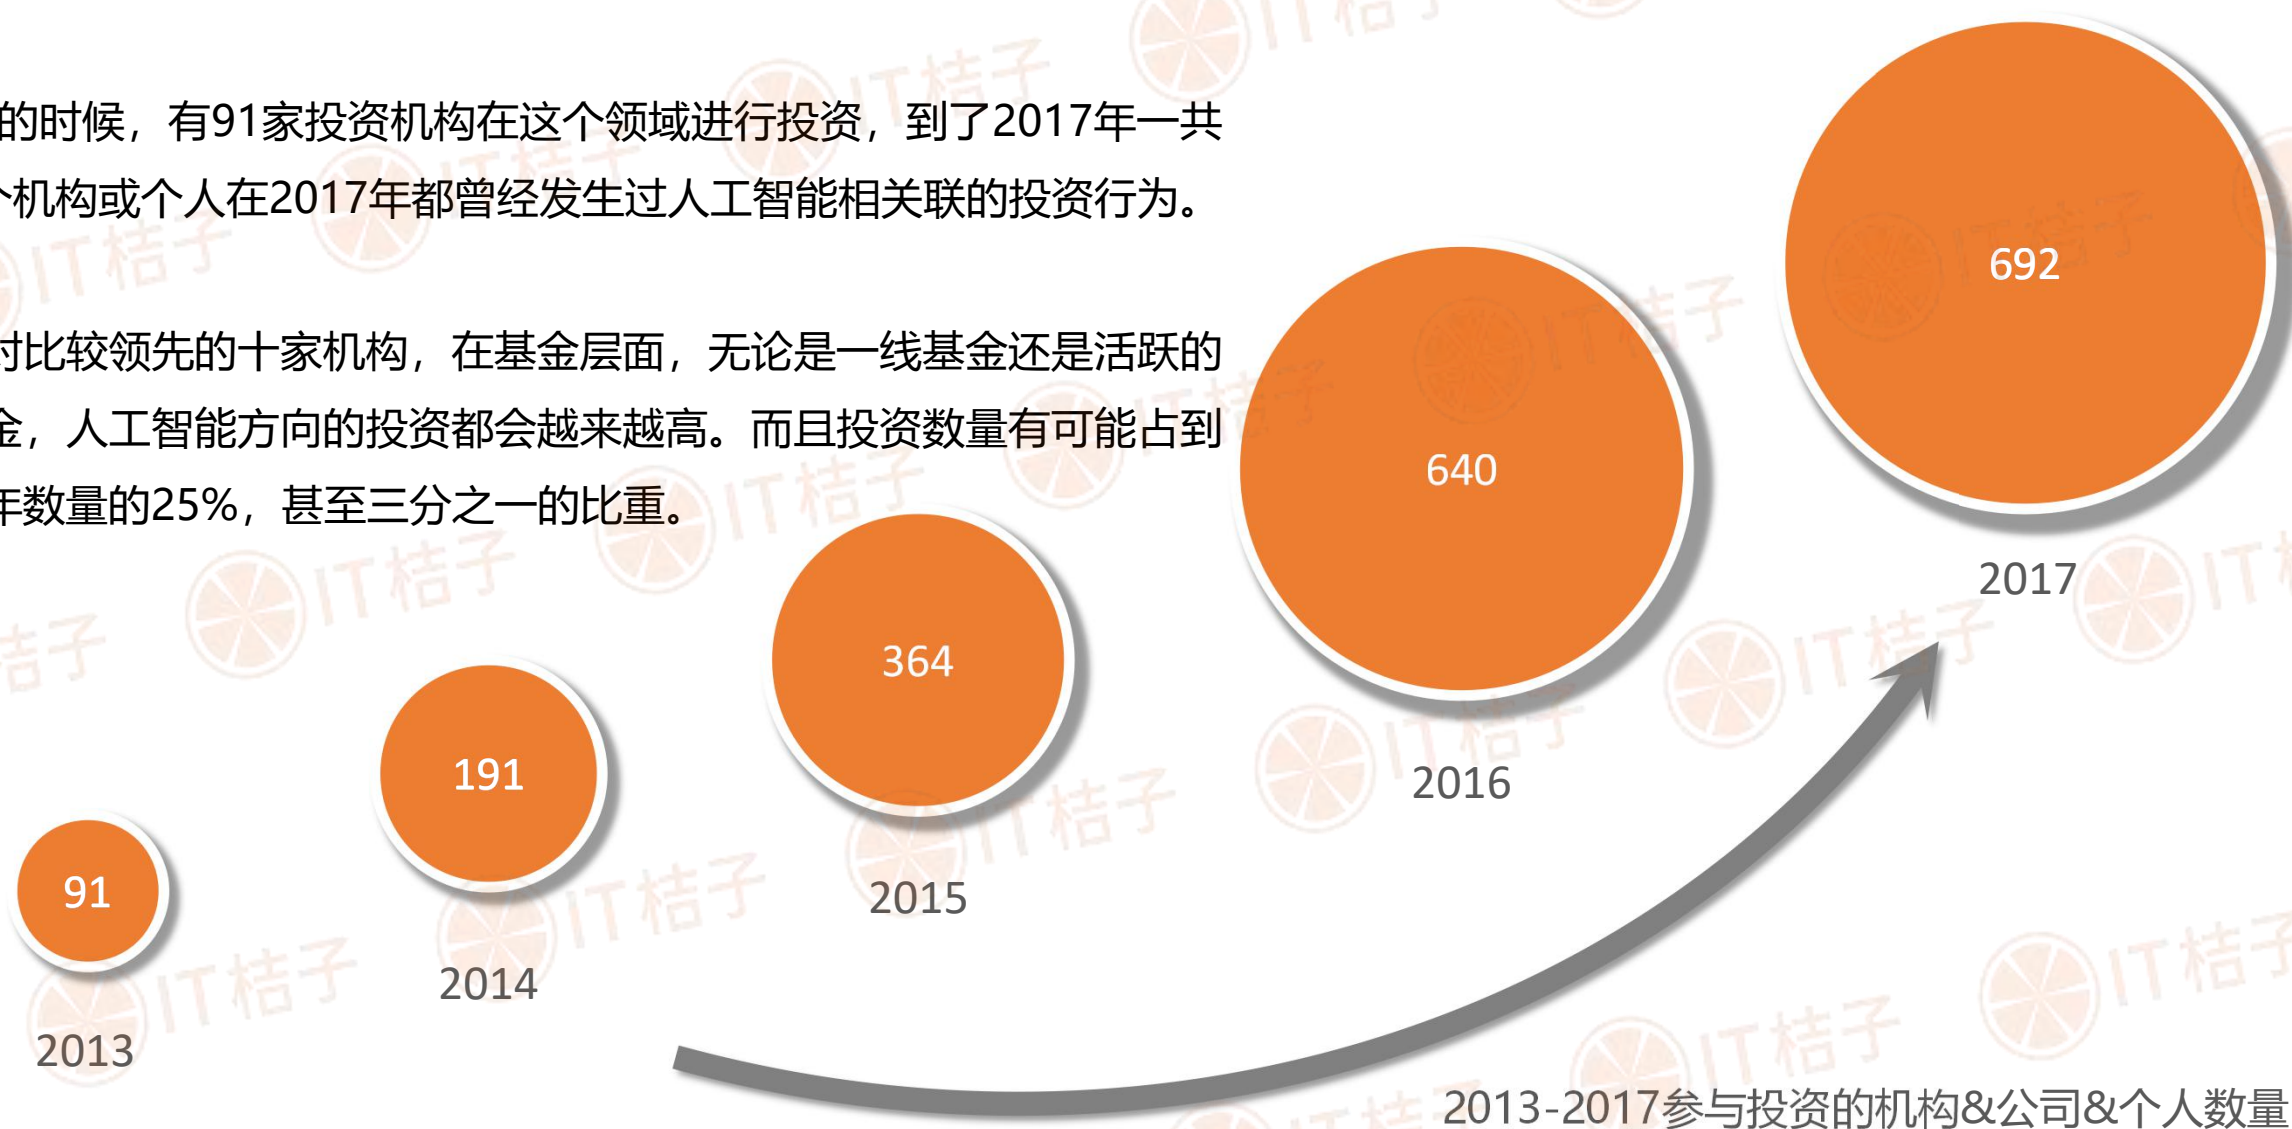 的时候，有91家投资机构在这个领域进行投资，到了2017年一共
个机构或个人在2017年都曾经发生过人工智能相关联的投资行为。
对比较领先的十家机构，在基金层面，无论是一线基金还是活跃的
金，人工智能方向的投资都会越来越高。而且投资数量有可能占到
年数量的25%，甚至三分之一的比重。
692
2017
640
2016
364
2015
191
2014
91
2013
2013-2017参与投资的机构&公司&个人数量
IT桔子